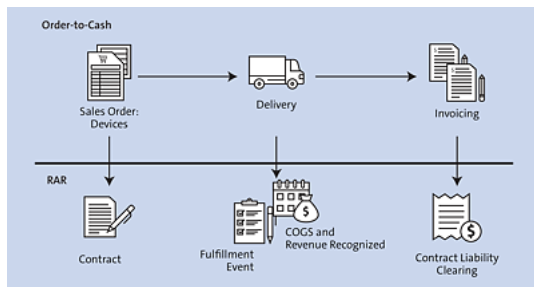 Order-to-Cash
Sales Order:
Devices
Delivery
Invoicing
RAR
Contract
Fulfillment
Event
$
COGS and
Revenue Recognized
$
Contract Liability
Clearing